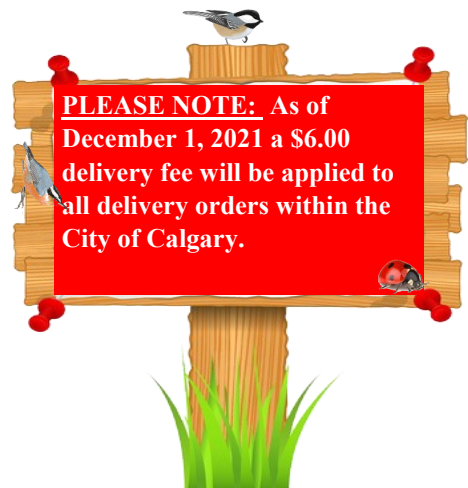 PLEASE NOTE: As of
December 1, 2021 a $6.00
delivery fee will be applied to
all delivery orders within the
City of Calgary.